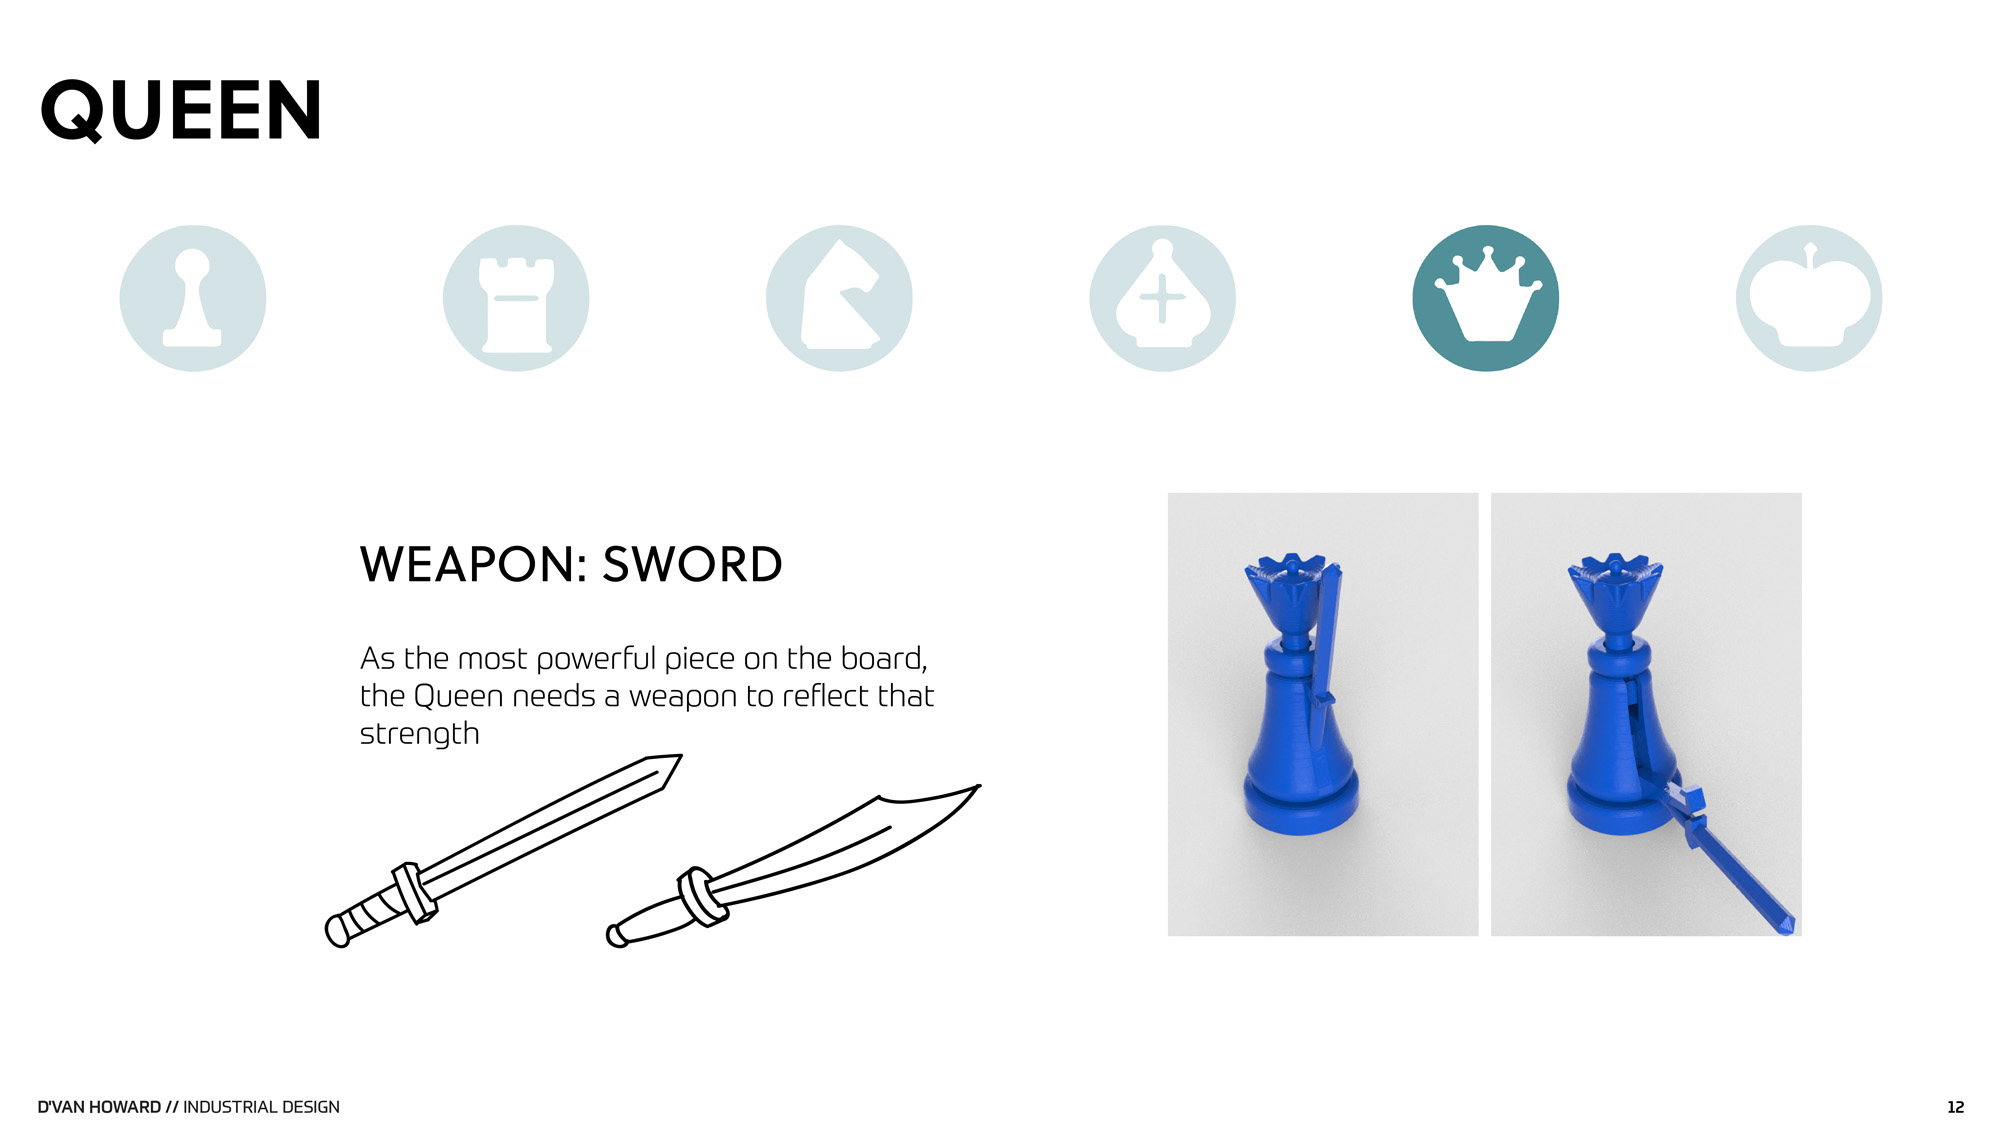 QUEEN
WEAPON: SWORD
As the most powerful piece on the board,
the Queen needs a weapon to reflect that
strength
D'VAN HOWARD // INDUSTRIAL DESIGN
12